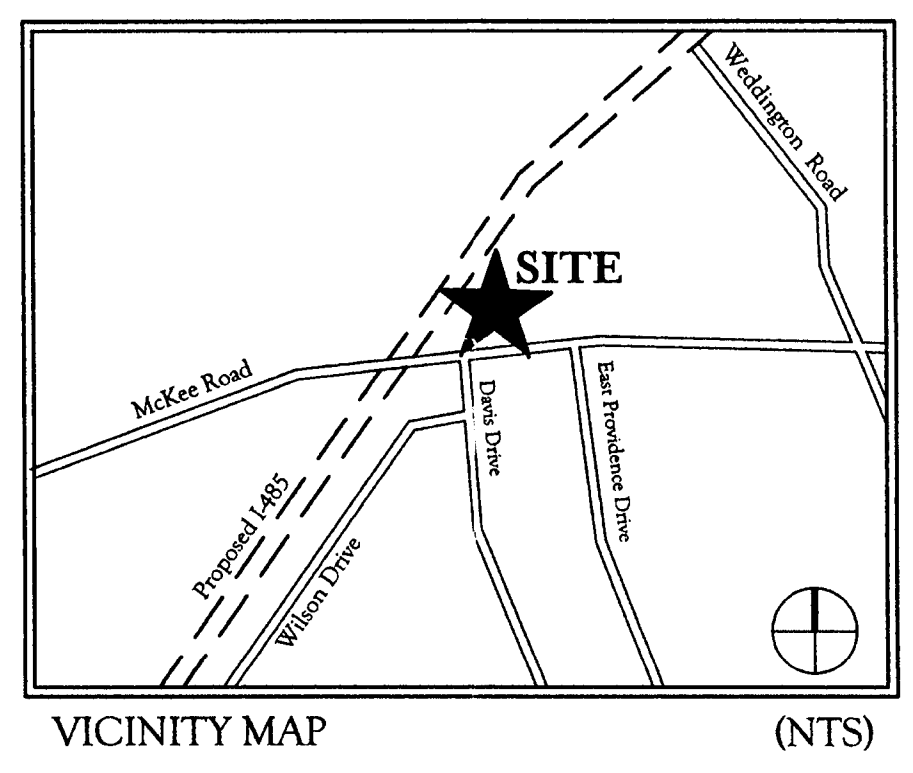 Weddington Road
SITE
McKee Road
Davis Drive
East Providence Drive
Proposed I-485
Wilson Drive
VICINITY MAP
(NTS)